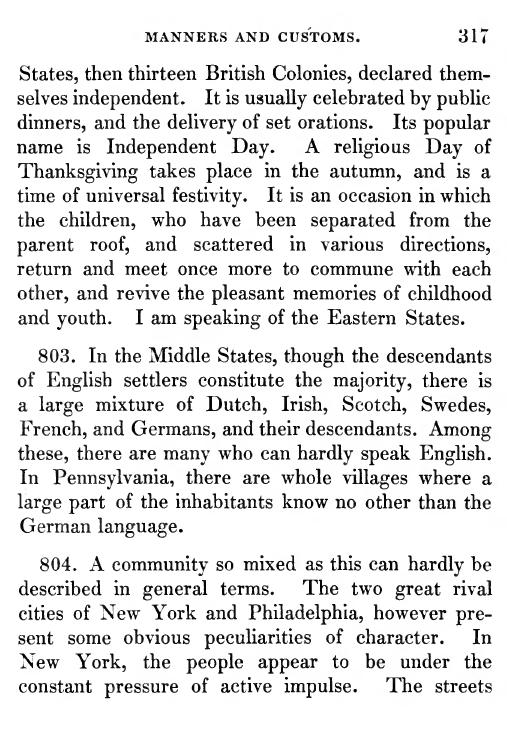 MANNERS AND CUSTOMS. 317
States, then thirteen British Colonies, declared them-
selves independent. It is usually celebrated by public
dinners, and the delivery of set orations. Its popular
name is Independent Day. A religious Day of
Thanksgiving takes place in the autumn, and is a
time of universal festivity. It is an occasion in which
the children, who have been separated from the
parent roof, and scattered in various directions,
return and meet once more to commune with each
other, and revive the pleasant memories of childhood
and youth. I am speaking of the Eastern States.
803. In the Middle States, though the descendants
of English settlers constitute the majority, there is
a large mixture of Dutch, Irish, Scotch, Swedes,
French, and Germans, and their descendants. Among
these, there are many who can hardly speak English.
In Pennsylvania, there are whole villages where a
large part of the inhabitants know no other than the
German language.
804. A community so mixed as this can hardly be
described in general terms. The two great rival
cities of New York and Philadelphia, however pre-
sent some obvious peculiarities of character. In
New York, the people appear to be under the
constant pressure of active impulse. The streets